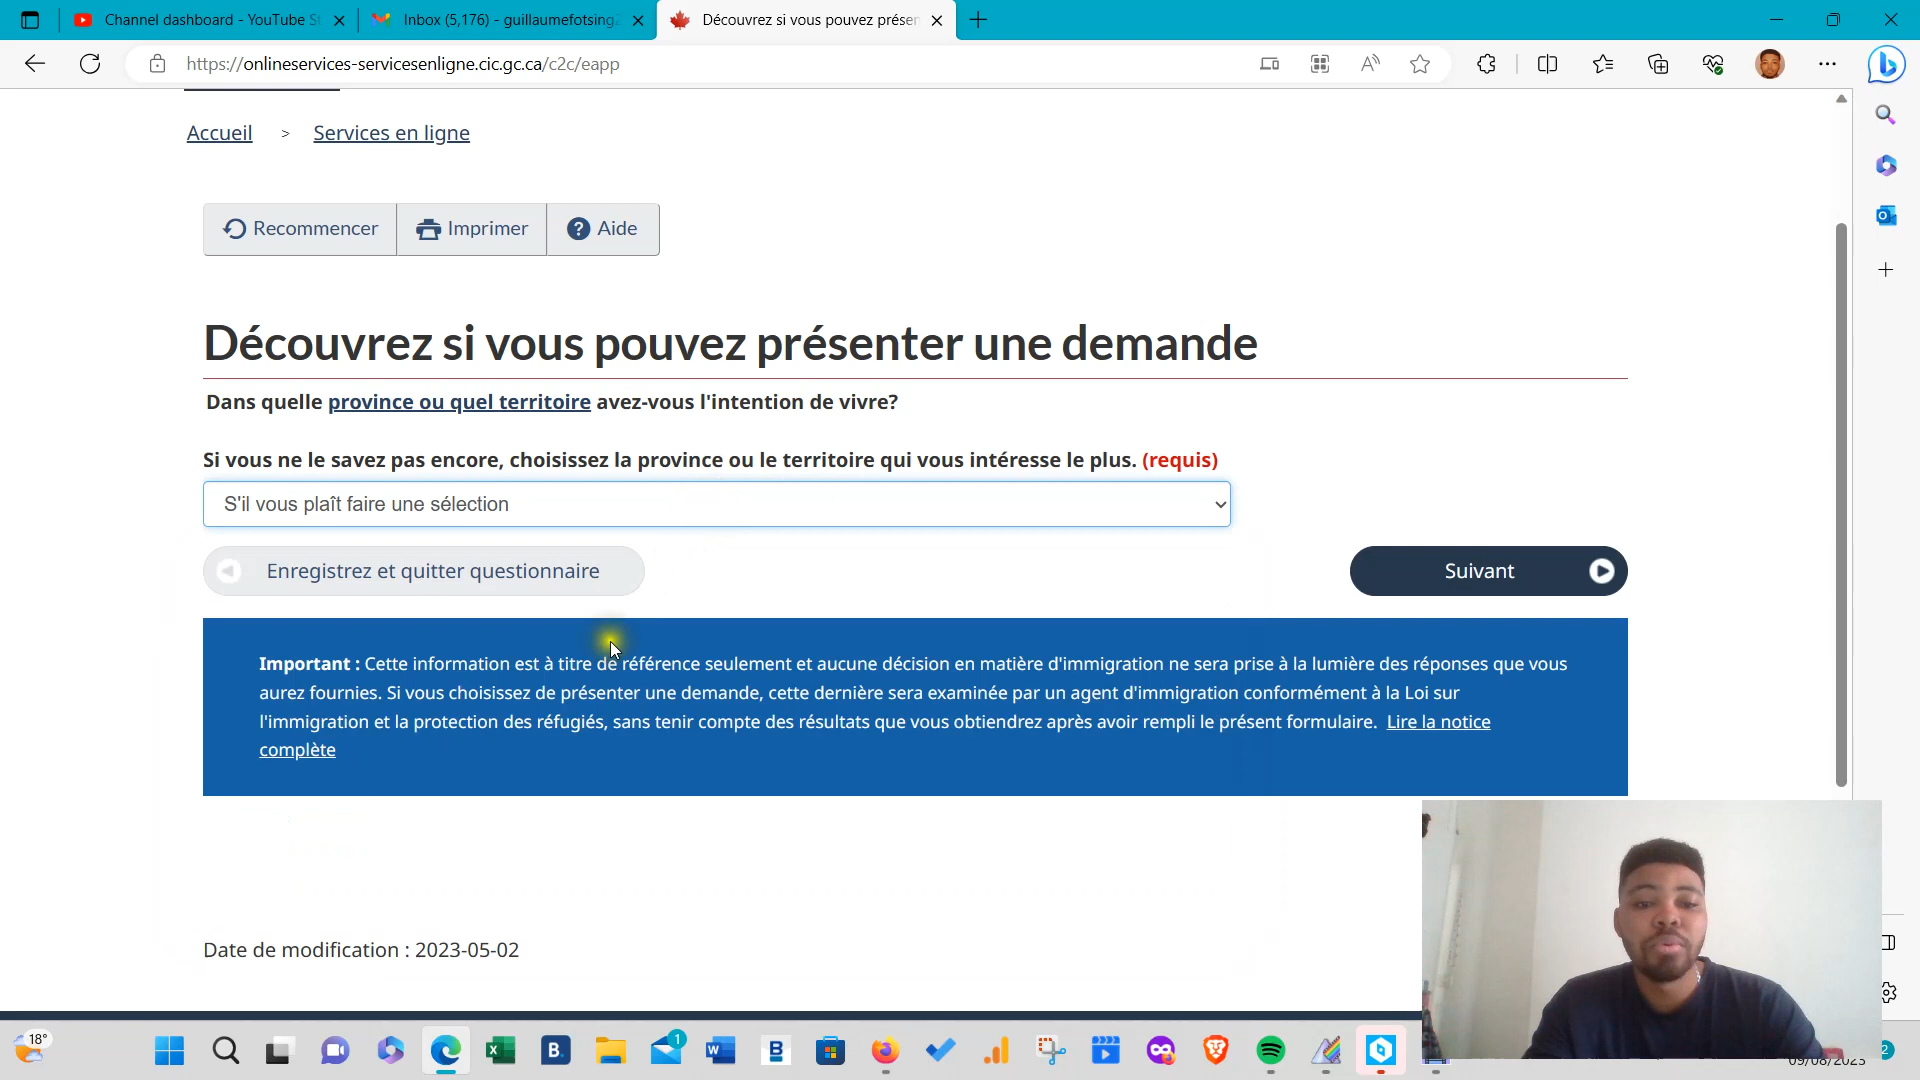 Channel dashboard - YouTube S
Inbox (5,176) - guillaumefotsing2
Découvrez si vous pouvez présen
https://onlineservices-servicesenligne.cic.gc.ca/c2c/eapp
Accueil > Services en ligne
Recommencer
Imprimer
Aide
Découvrez si vous pouvez présenter une demande
Dans quelle province ou quel territoire avez-vous l'intention de vivre?
Si vous ne le savez pas encore, choisissez la province ou le territoire qui vous intéresse le plus. (requis)
S'il vous plaît faire une sélection
Enregistrez et quitter questionnaire
Suivant
Important : Cette information est à titre de référence seulement et aucune décision en matière d'immigration ne sera prise à la lumière des réponses que vous
aurez fournies. Si vous choisissez de présenter une demande, cette dernière sera examinée par un agent d'immigration conformément à la Loi sur
l'immigration et la protection des réfugiés, sans tenir compte des résultats que vous obtiendrez après avoir rempli le présent formulaire. Lire la notice
complète
Date de modification : 2023-05-02
18°
1
2
09/08/2023